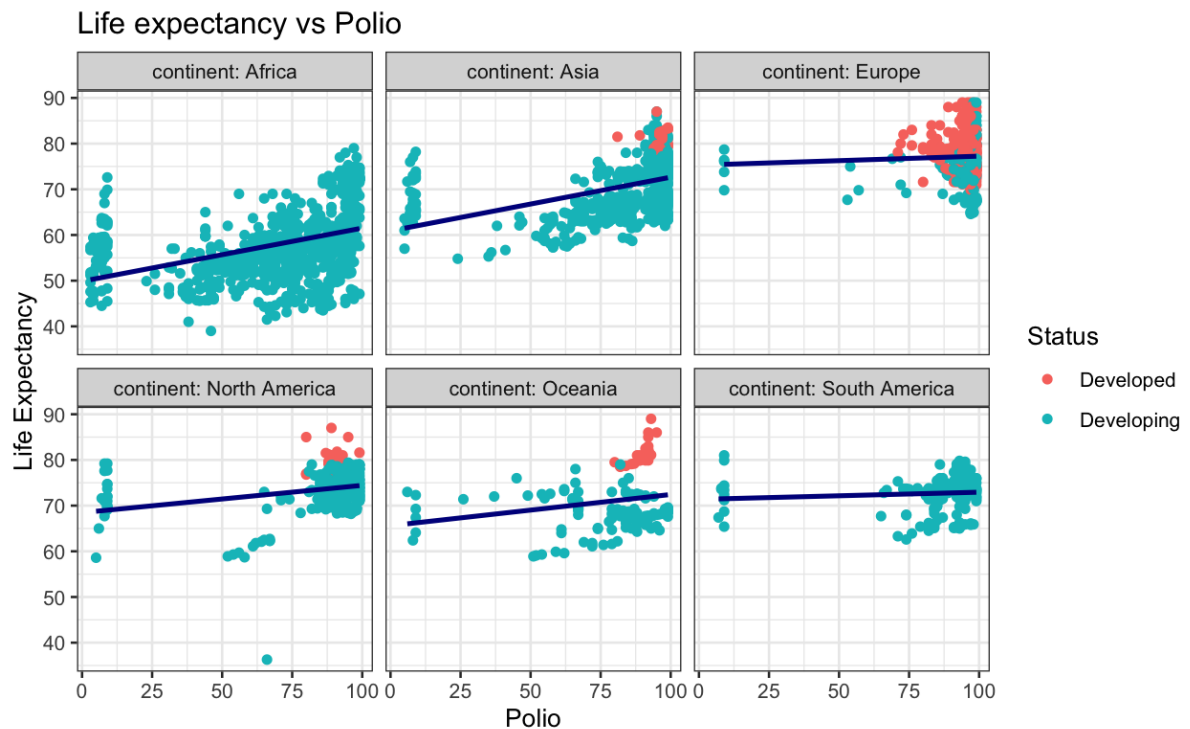 Life expectancy vs Polio
continent: Africa
continent: Asia
continent: Europe
90
80
70
60
50
40
continent: North America
continent: Oceania
continent: South America
90
80
70
60
50
40
0 25 50 75 100
0 25 50 75 100
0 25 50 75 100
Polio
Life Expectancy
Status
Developed
Developing